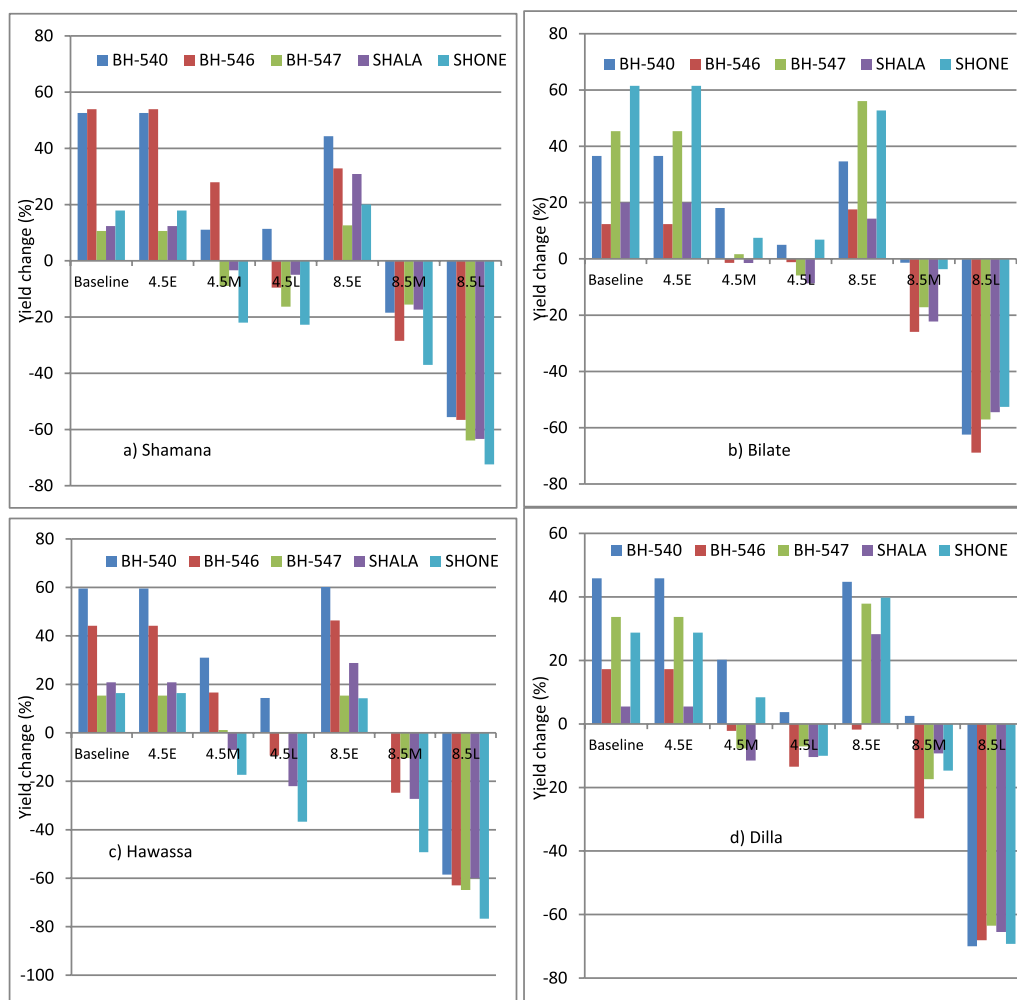 80
60
40
20
0
-20
-40
-60
-80
Yield change (%)
BH-540 BH-546 BH-547 SHALA SHONE
Baseline 4.5E 4.5M 4.5L 8.5E 8.5M 8.5L
a) Shamana
80
60
40
20
0
-20
-40
-60
-80
Yield change (%)
BH-540 BH-546 BH-547 SHALA SHONE
Baseline 4.5E 4.5M 4.5L 8.5E 8.5M 8.5L
b) Bilate
80
60
40
20
0
-20
-40
-60
-80
-100
Yield change (%)
BH-540 BH-546 BH-547 SHALA SHONE
Baseline 4.5E 4.5M 4.5L 8.5E 8.5M 8.5L
c) Hawassa
60
40
20
0
-20
-40
-60
-80
Yield change (%)
BH-540 BH-546 BH-547 SHALA SHONE
Baseline 4.5E 4.5M 4.5L 8.5E 8.5M 8.5L
d) Dilla